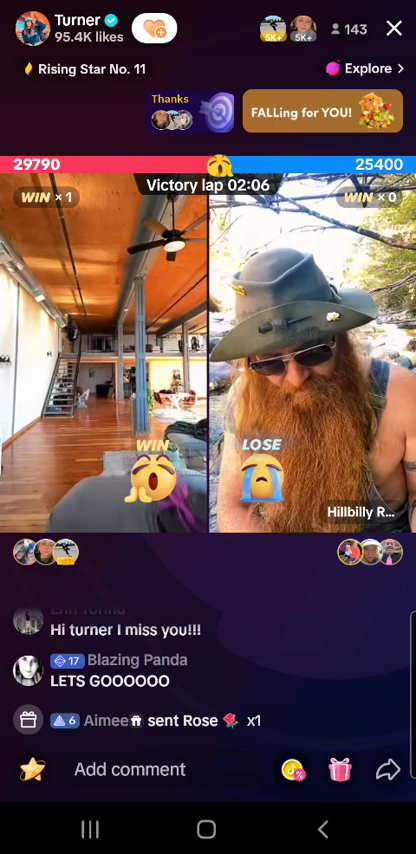 Turner
95.4K likes
5K+ 5K+
143
Rising Star No. 11
Explore >
Thanks
FALLing for YOU!
29790
25400
Victory lap 02:06
WIN × 1
WIN × 0
WIN
LOSE
Hillbilly R...
Erin Torino
Hi turner I miss you!!!
17 Blazing Panda
LETS GOOOOOO
6 Aimee sent Rose x1
Add comment